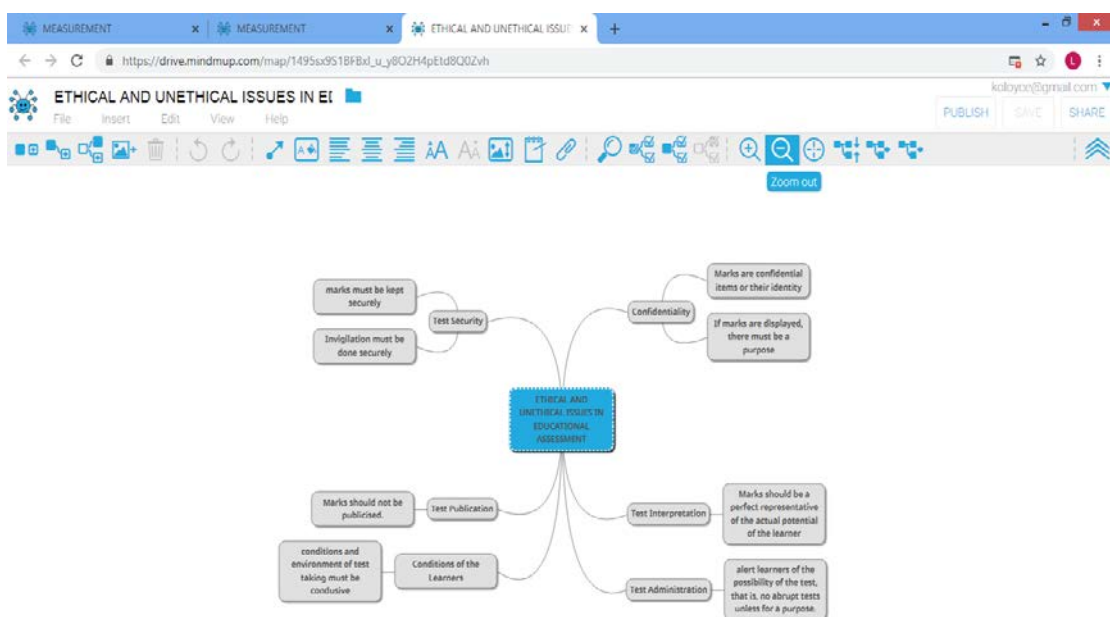 MEASUREMENT
MEASUREMENT
ETHICAL AND UNETHICAL ISSUE
https://drive.mindmup.com/map/1495sx9S1BFBxJ_u_y8O2H4pEtd8Q0Zvh
L
ETHICAL AND UNETHICAL ISSUES IN EI
File Insert Edit View Help
koloyce@gmail.com
PUBLISH SAVE SHARE
Zoom out
marks must be kept
securely
Invigilation must be
done securely
Test Security
Confidentiality
Marks are confidential
items or their identity
If marks are displayed,
there must be a
purpose
ETHICAL AND
UNETHICAL ISSUES IN
EDUCATIONAL
ASSESSMENT
Marks should not be
publicised.
Test Publication
conditions and
environment of test
taking must be
condusive
Conditions of the
Learners
Test Interpretation
Marks should be a
perfect representative
of the actual potential
of the learner
Test Administration
alert learners of the
possibility of the test,
that is, no abrupt tests
unless for a purpose.